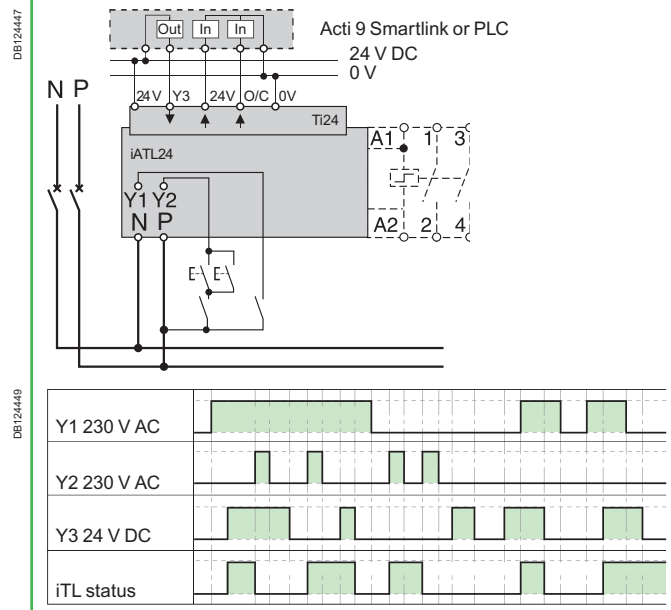 DB124447
Out In In
Acti 9 Smartlink or PLC
24 V DC
0 V
N P
24V Y3 24V O/C 0V
Ti24
iATL24
A1 1 3
Y1 Y2
N P
A2 2 4
E E
DB124449
Y1 230 V AC
Y2 230 V AC
Y3 24 V DC
iTL status